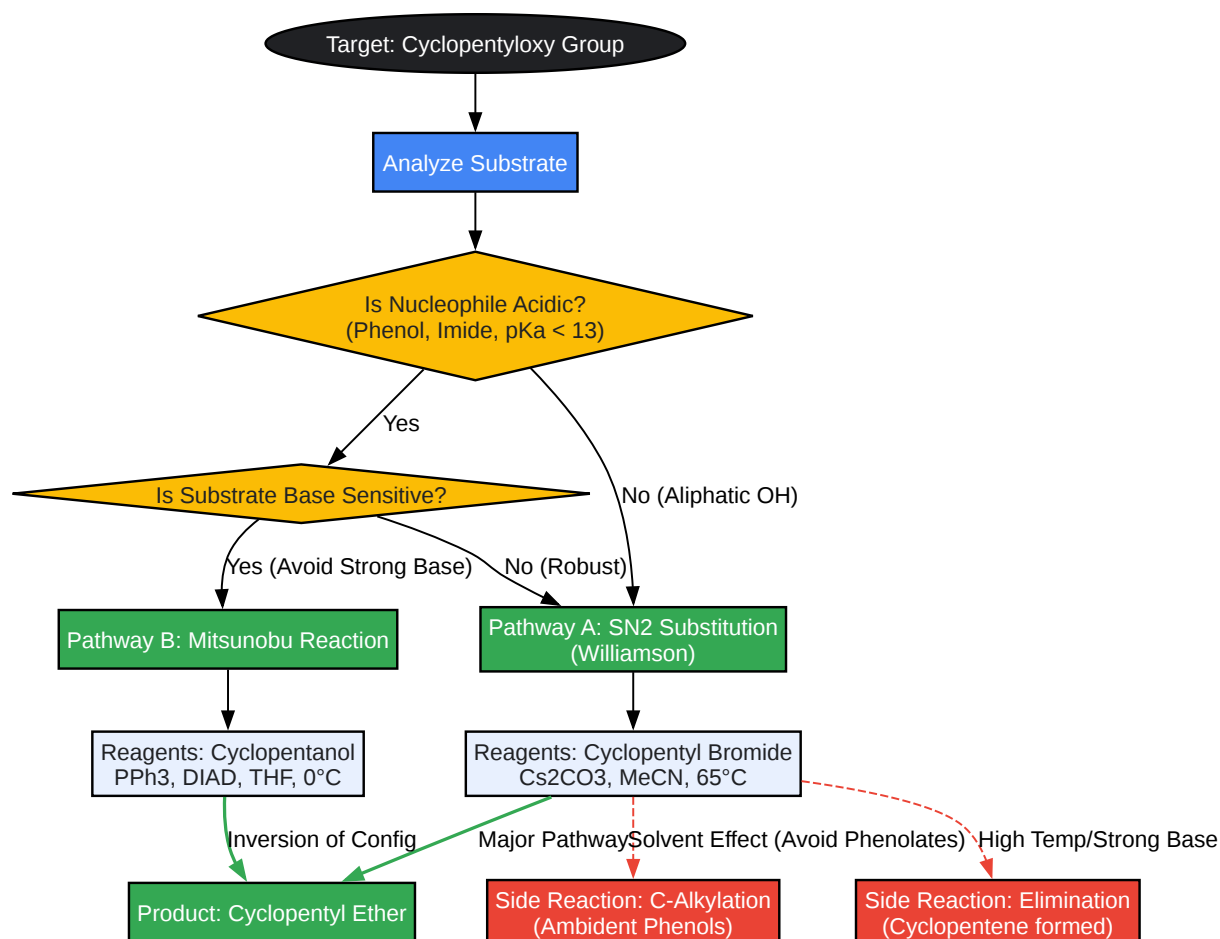 Target: Cyclopentyloxy Group
Analyze Substrate
Is Nucleophile Acidic?
(Phenol, Imide, pKa < 13)
Yes
Is Substrate Base Sensitive?
No (Aliphatic OH)
Yes (Avoid Strong Base)
No (Robust)
Pathway B: Mitsunobu Reaction
Pathway A: SN2 Substitution
(Williamson)
Reagents: Cyclopentanol
PPh3, DIAD, THF, 0°C
Reagents: Cyclopentyl Bromide
Cs2CO3, MeCN, 65°C
Inversion of Config
Major Pathway
Solvent Effect (Avoid Phenolates)
High Temp/Strong Base
Product: Cyclopentyl Ether
Side Reaction: C-Alkylation
(Ambident Phenols)
Side Reaction: Elimination
(Cyclopentene formed)